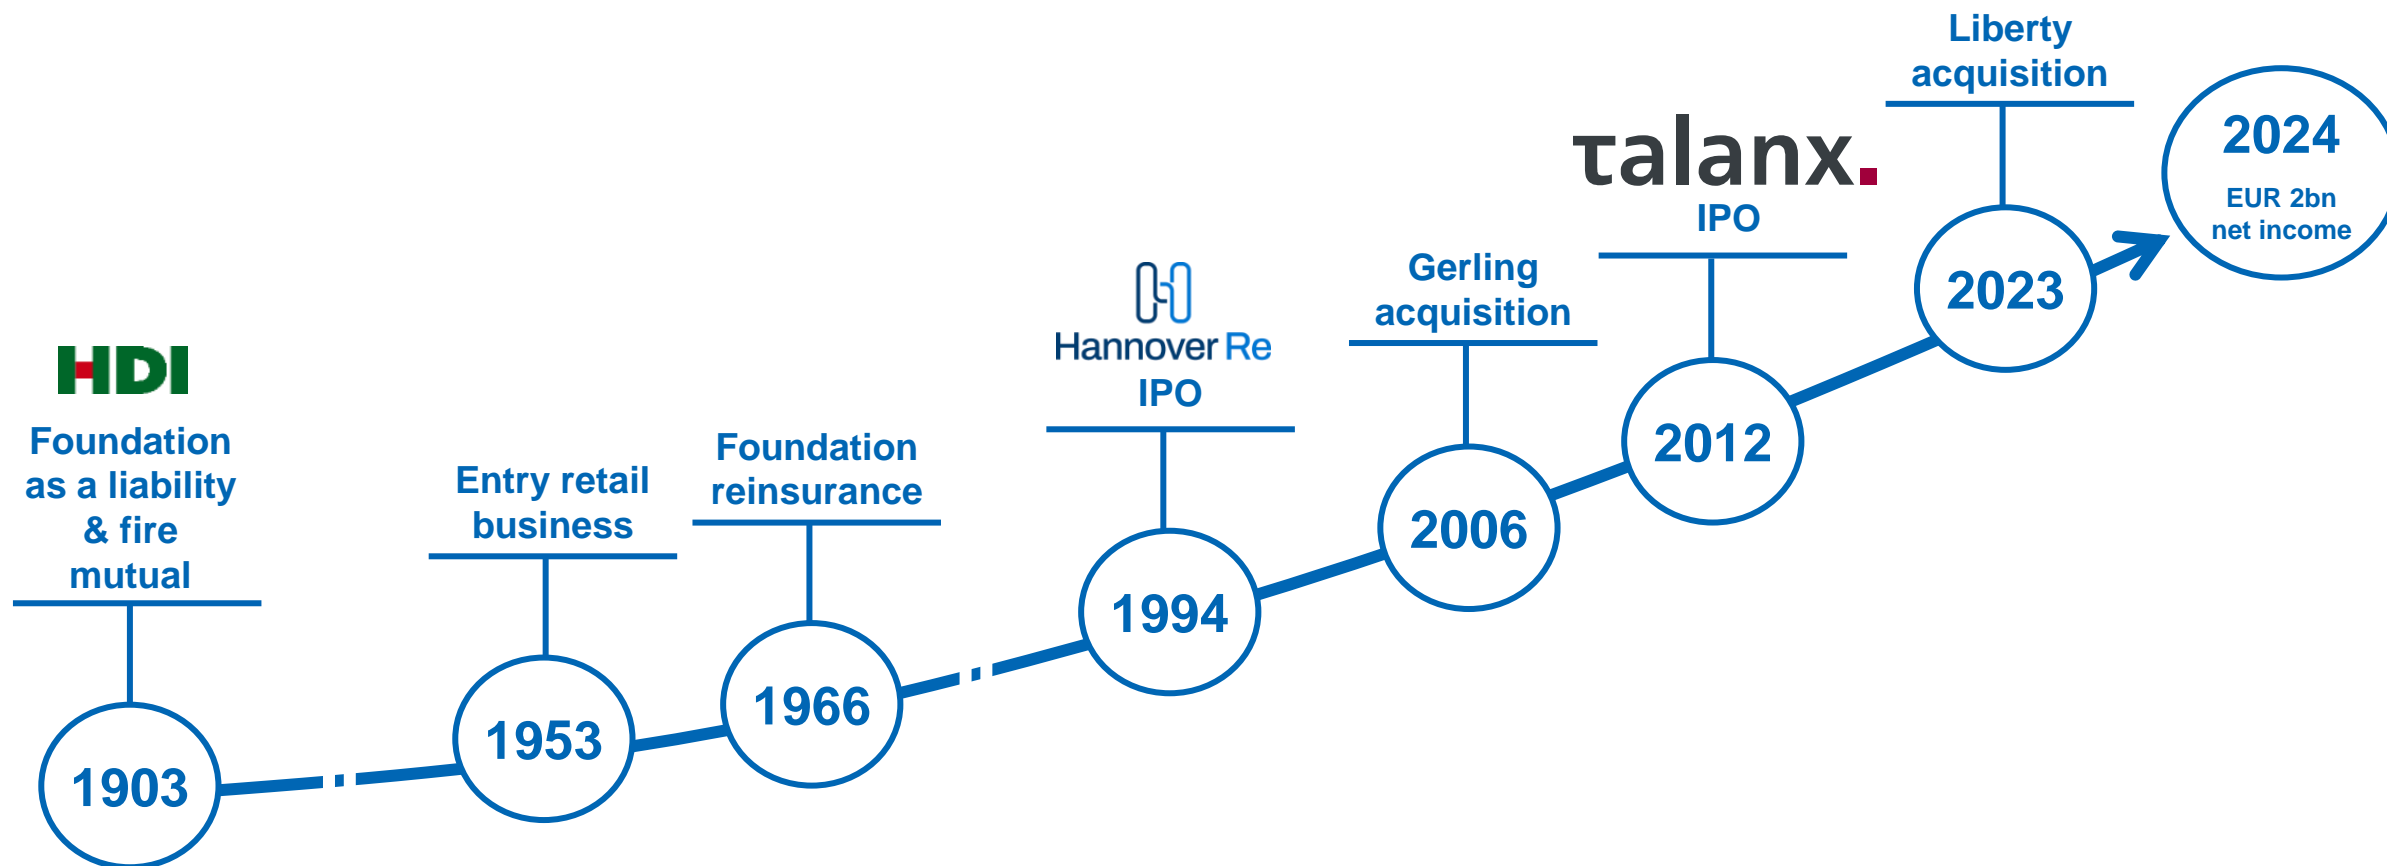 HDI
Foundation
as a liability
& fire
mutual
1903
Entry retail
business
1953
Foundation
reinsurance
1966
Hannover Re
IPO
1994
Gerling
acquisition
2006
talanx.
IPO
2012
Liberty
acquisition
2023
2024
EUR 2bn
net income